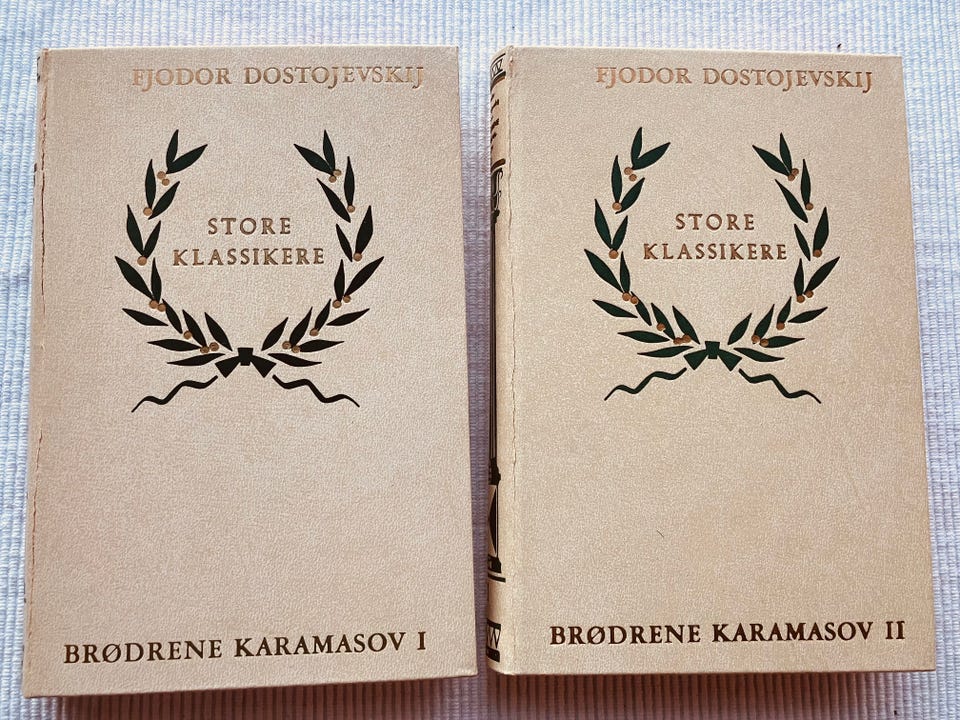 FJODOR DOSTOJEVSKIJ
STORE
KLASSIKERE
BRØDRENE KARAMASOV I
FJODOR DOSTOJEVSKIJ
STORE
KLASSIKERE
BRØDRENE KARAMASOV II